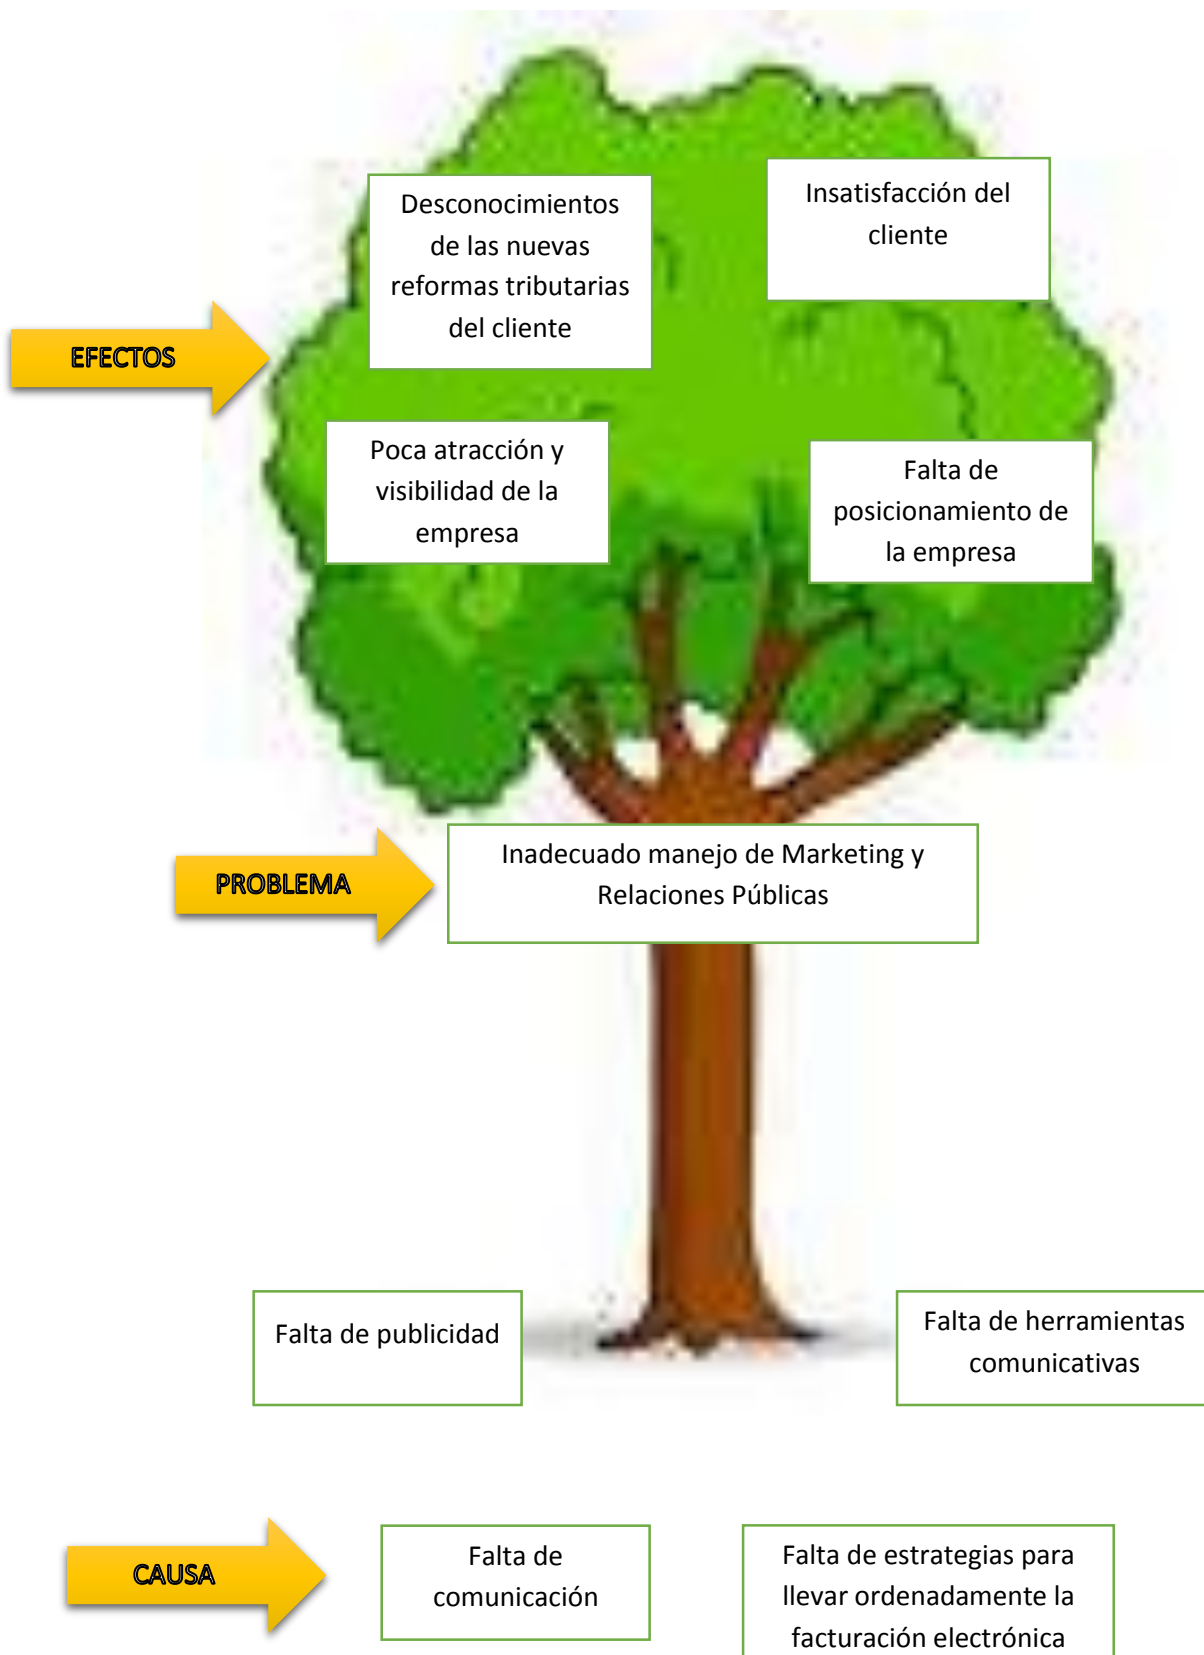 Desconocimientos
de las nuevas
reformas tributarias
del cliente
Insatisfacción del
cliente
EFECTOS
Poca atracción y
visibilidad de la
empresa
Falta de
posicionamiento de
la empresa
PROBLEMA
Inadecuado manejo de Marketing y
Relaciones Públicas
Falta de publicidad
Falta de herramientas
comunicativas
CAUSA
Falta de
comunicación
Falta de estrategias para
llevar ordenadamente la
facturación electrónica